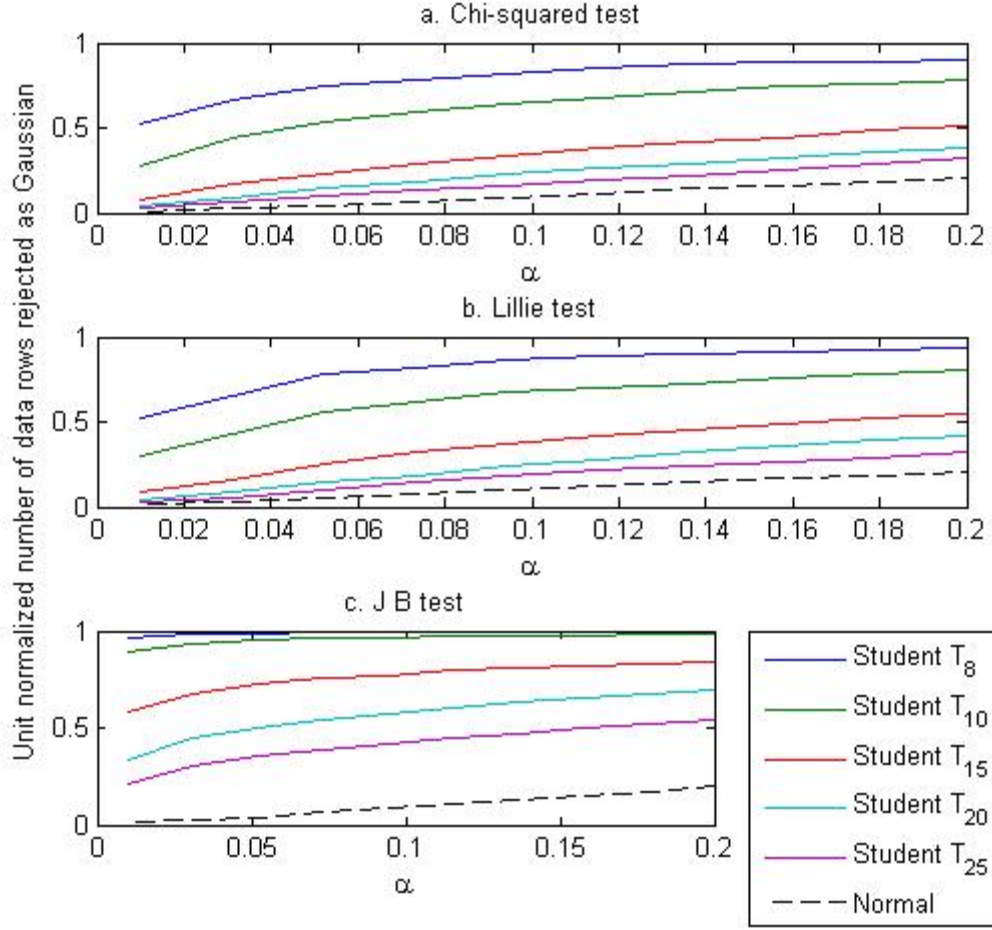 a. Chi-squared test
Unit normalized number of data rows rejected as Gaussian
1
0.5
0
0 0.02 0.04 0.06 0.08 0.1 0.12 0.14 0.16 0.18 0.2
α
b. Lillie test
1
0.5
0
0 0.02 0.04 0.06 0.08 0.1 0.12 0.14 0.16 0.18 0.2
α
c. J B test
1
0.5
0
0 0.05 0.1 0.15 0.2
α
Student T8
Student T10
Student T15
Student T20
Student T25
Normal